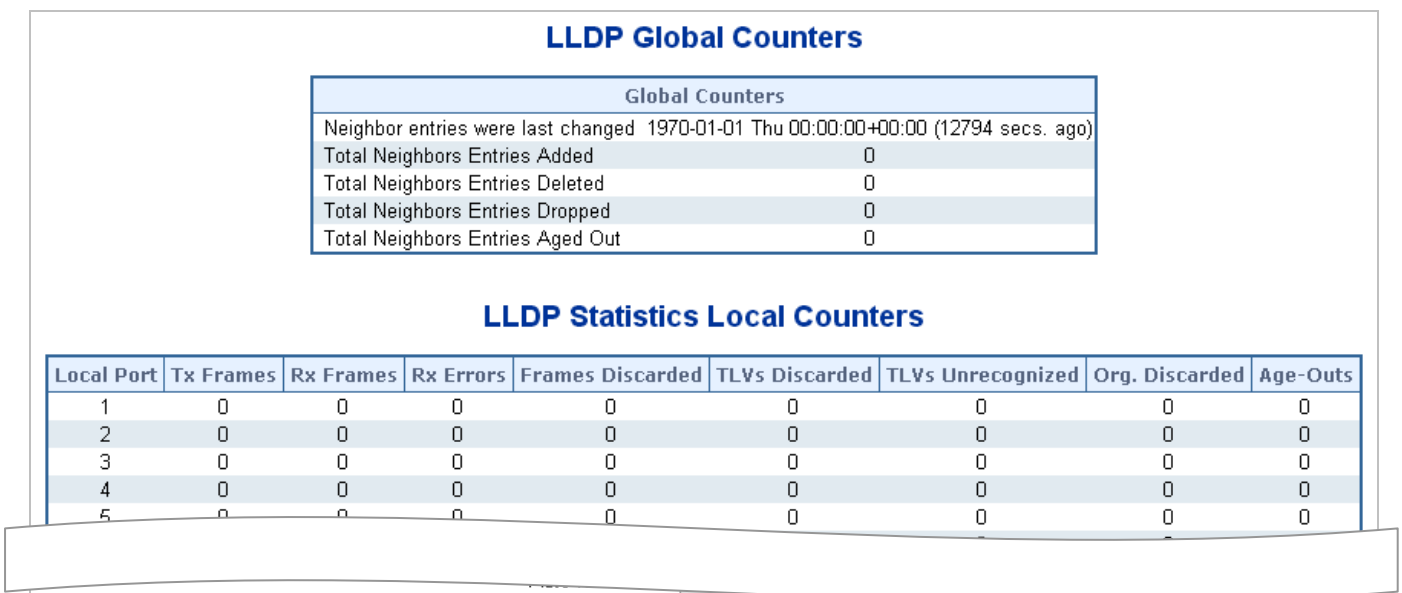 LLDP Global Counters
Global Counters
Neighbor entries were last changed 1970-01-01 Thu 00:00:00+00:00 (12794 secs. ago)
Total Neighbors Entries Added 0
Total Neighbors Entries Deleted 0
Total Neighbors Entries Dropped 0
Total Neighbors Entries Aged Out 0
LLDP Statistics Local Counters
Local Port Tx Frames Rx Frames Rx Errors Frames Discarded TLVs Discarded TLVs Unrecognized Org. Discarded Age-Outs
1 0 0 0 0 0 0 0 0
2 0 0 0 0 0 0 0 0
3 0 0 0 0 0 0 0 0
4 0 0 0 0 0 0 0 0
5 0 0 0 0 0 0 0 0